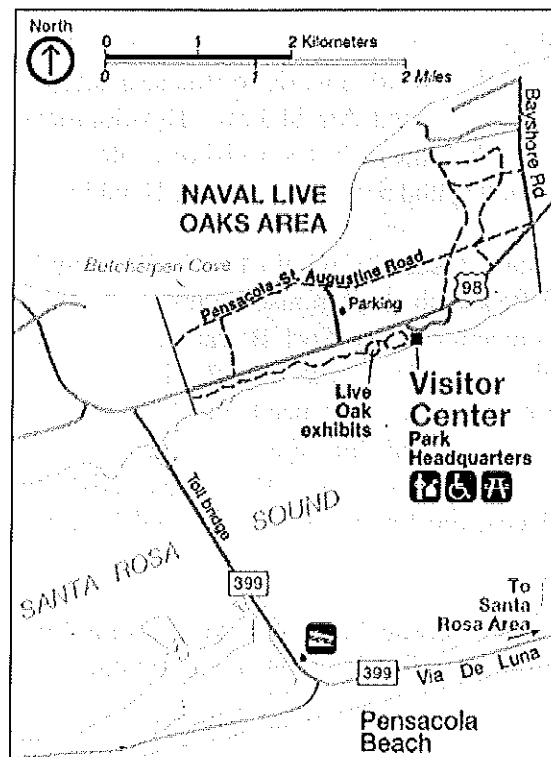 North
0 1 2 Kilometers
0 1 2 Miles
Bayshore Rd
NAVAL LIVE
OAKS AREA
Butcherpen Cove
Pensacola-St. Augustine Road
98
Parking
Live
Oak
exhibits
Visitor
Center
Park
Headquarters
Toll bridge
SANTA ROSA SOUND
399
To
Santa
Rosa Area
399 Via De Luna
Pensacola
Beach